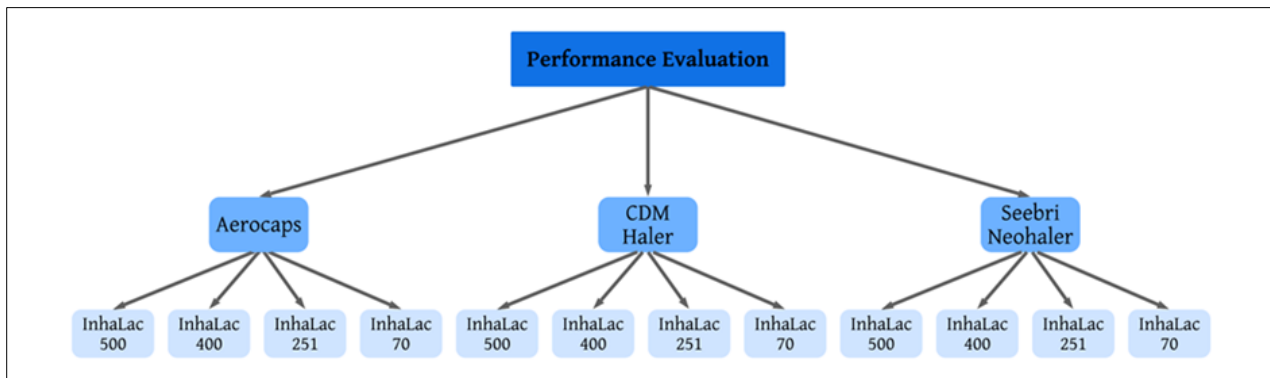 Performance Evaluation
Aerocaps
CDM
Haler
Seebri
Neohaler
InhaLac
500
InhaLac
400
InhaLac
251
InhaLac
70
InhaLac
500
InhaLac
400
InhaLac
251
InhaLac
70
InhaLac
500
InhaLac
400
InhaLac
251
InhaLac
70